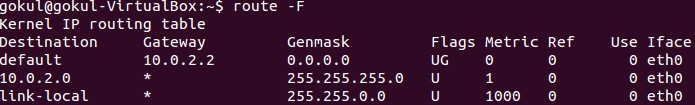 gokul@gokul-VirtualBox:~$ route -F
Kernel IP routing table
Destination Gateway Genmask Flags Metric Ref Use Iface
default 10.0.2.2 0.0.0.0 UG 0 0 0 eth0
10.0.2.0 * 255.255.255.0 U 1 0 0 eth0
link-local * 255.255.0.0 U 1000 0 0 eth0